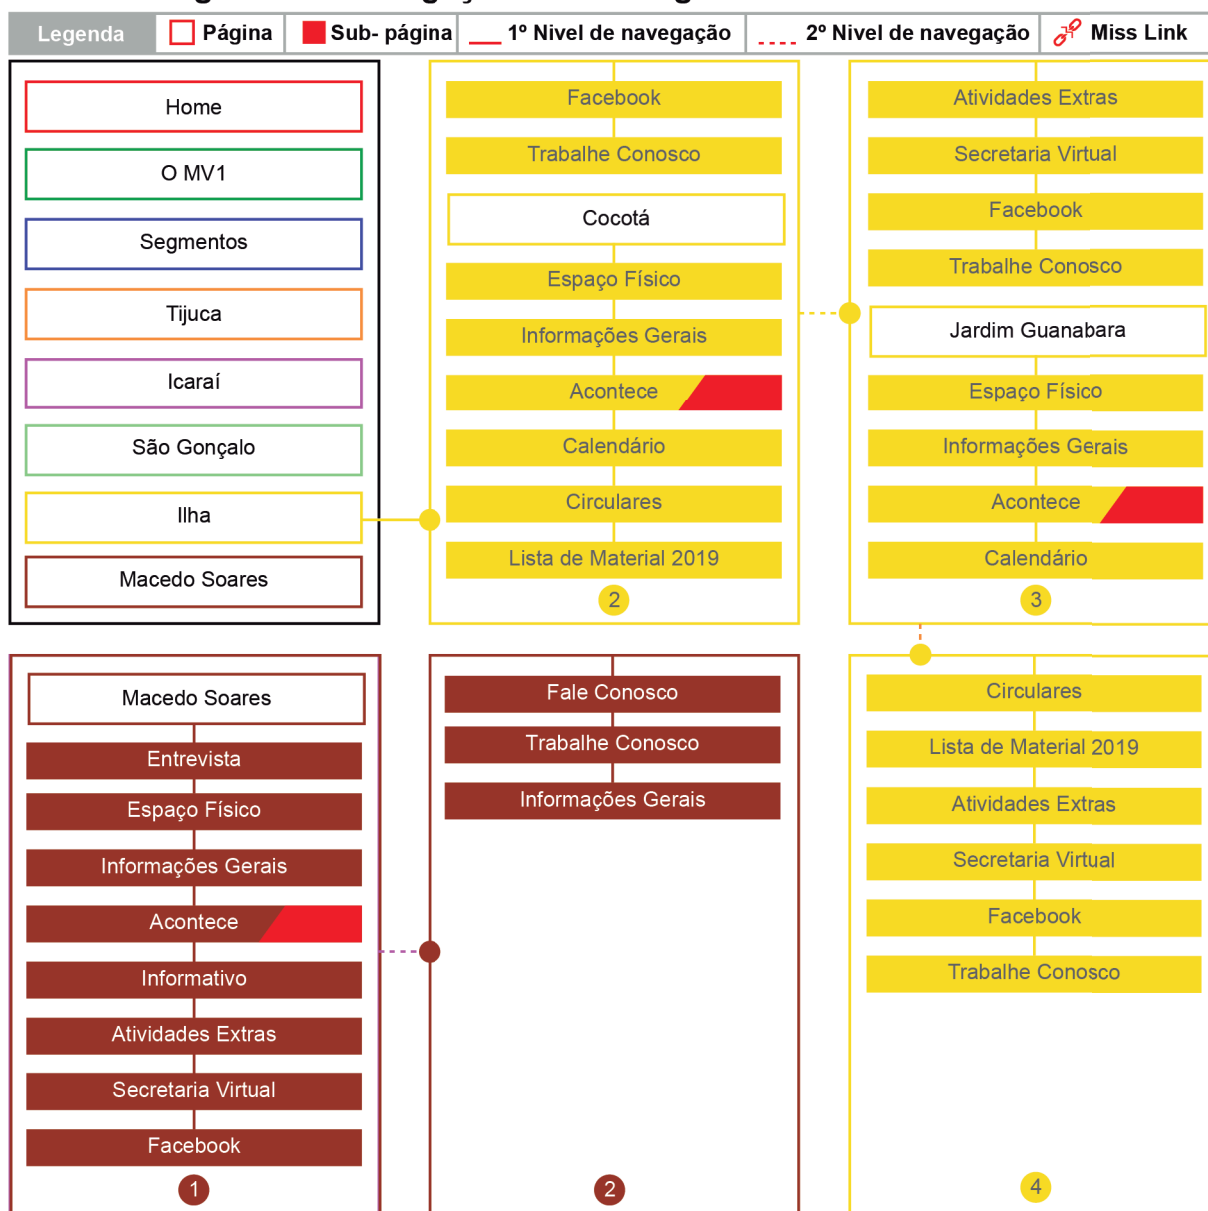 Legenda
Página
Sub- página
1º Nivel de navegação
2º Nivel de navegação
Miss Link
Home
O MV1
Segmentos
Tijuca
Icaraí
São Gonçalo
Ilha
Macedo Soares
Facebook
Trabalhe Conosco
Cocotá
Espaço Físico
Informações Gerais
Acontece
Calendário
Circulares
Lista de Material 2019
2
Atividades Extras
Secretaria Virtual
Facebook
Trabalhe Conosco
Jardim Guanabara
Espaço Físico
Informações Gerais
Acontece
Calendário
3
Macedo Soares
Entrevista
Espaço Físico
Informações Gerais
Acontece
Informativo
Atividades Extras
Secretaria Virtual
Facebook
1
Fale Conosco
Trabalhe Conosco
Informações Gerais
2
Circulares
Lista de Material 2019
Atividades Extras
Secretaria Virtual
Facebook
Trabalhe Conosco
4